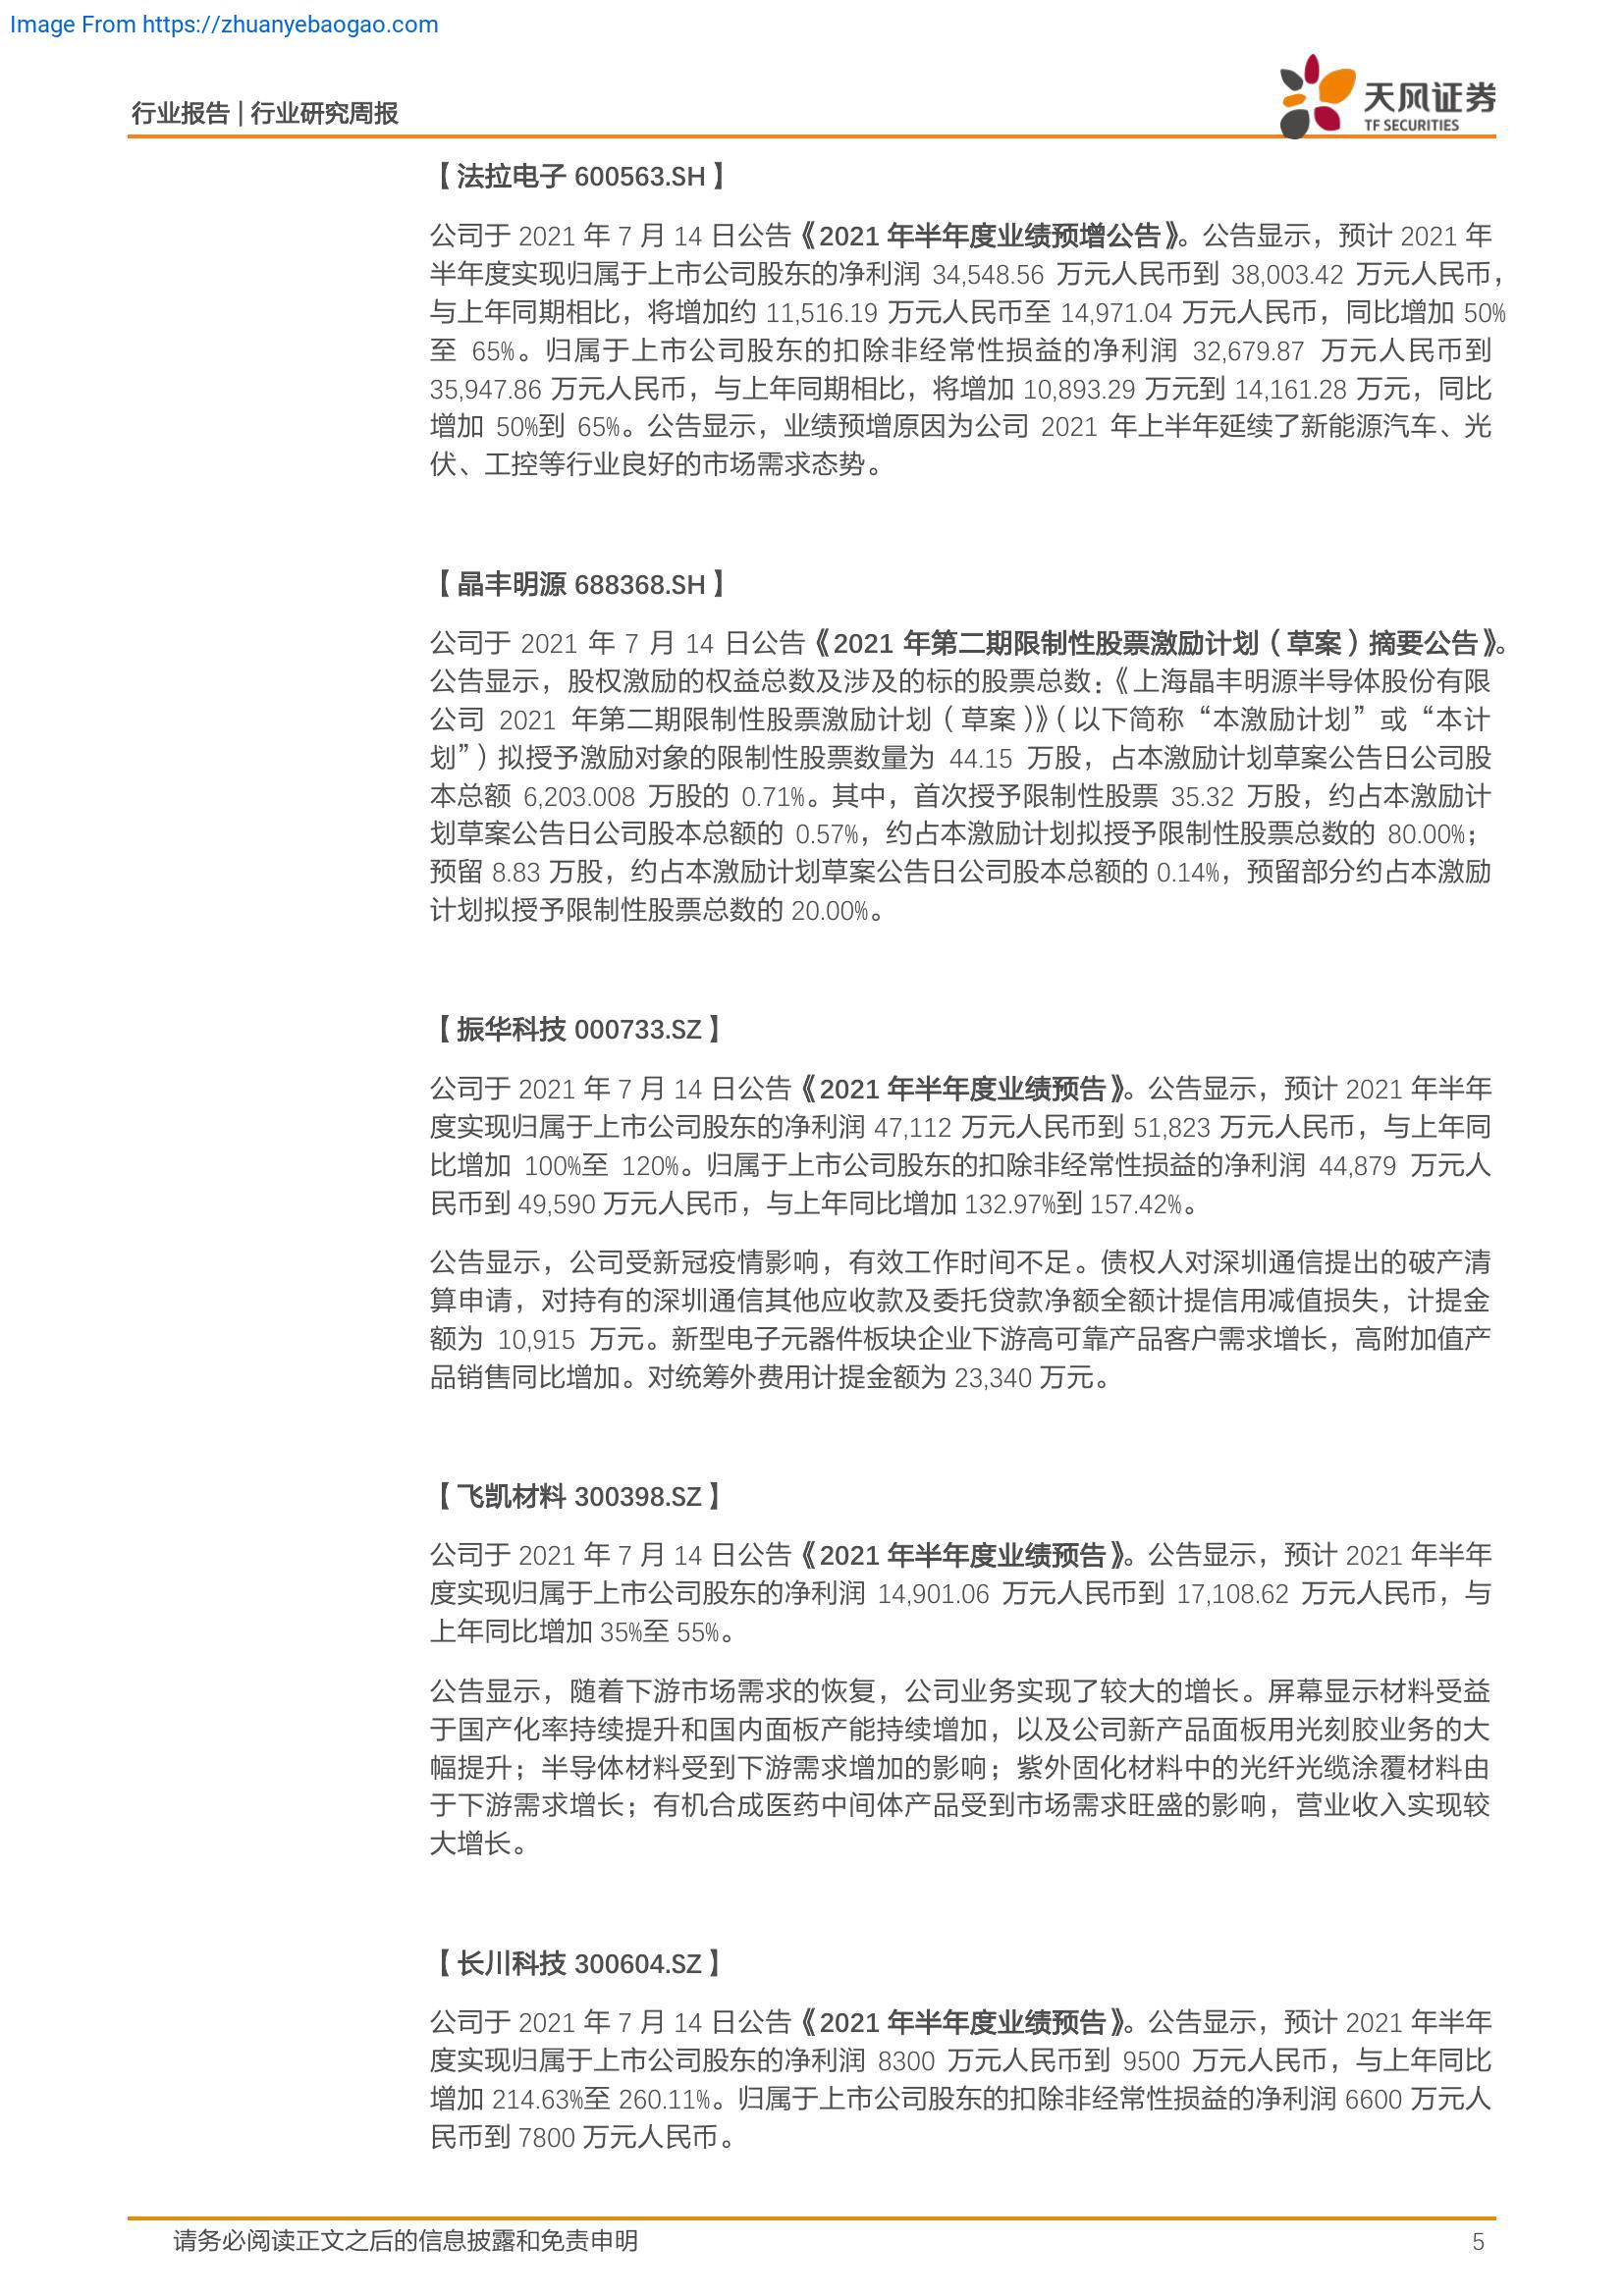 Image From https://zhuanyebaogao.com
行业报告 | 行业研究周报
天风证券
TF SECURITIES
【法拉电子 600563.SH】
公司于 2021 年 7 月 14 日公告《2021 年半年度业绩预增公告》。公告显示，预计 2021 年
半年度实现归属于上市公司股东的净利润 34,548.56 万元人民币到 38,003.42 万元人民币，
与上年同期相比，将增加约 11,516.19 万元人民币至 14,971.04 万元人民币，同比增加 50%
至 65%。归属于上市公司股东的扣除非经常性损益的净利润 32,679.87 万元人民币到
35,947.86 万元人民币，与上年同期相比，将增加 10,893.29 万元到 14,161.28 万元，同比
增加 50%到 65%。公告显示，业绩预增原因为公司 2021 年上半年延续了新能源汽车、光
伏、工控等行业良好的市场需求态势。
【晶丰明源 688368.SH】
公司于 2021 年 7 月 14 日公告《2021 年第二期限制性股票激励计划（草案）摘要公告》。
公告显示，股权激励的权益总数及涉及的标的股票总数：《上海晶丰明源半导体股份有限
公司 2021 年第二期限制性股票激励计划（草案）》（以下简称“本激励计划”或“本计
划”）拟授予激励对象的限制性股票数量为 44.15 万股，占本激励计划草案公告日公司股
本总额 6,203.008 万股的 0.71%。其中，首次授予限制性股票 35.32 万股，约占本激励计
划草案公告日公司股本总额的 0.57%，约占本激励计划拟授予限制性股票总数的 80.00%；
预留 8.83 万股，约占本激励计划草案公告日公司股本总额的 0.14%，预留部分约占本激励
计划拟授予限制性股票总数的 20.00%。
【振华科技 000733.SZ】
公司于 2021 年 7 月 14 日公告《2021 年半年度业绩预告》。公告显示，预计 2021 年半年
度实现归属于上市公司股东的净利润 47,112 万元人民币到 51,823 万元人民币，与上年同
比增加 100%至 120%。归属于上市公司股东的扣除非经常性损益的净利润 44,879 万元人
民币到 49,590 万元人民币，与上年同比增加 132.97%到 157.42%。
公告显示，公司受新冠疫情影响，有效工作时间不足。债权人对深圳通信提出的破产清
算申请，对持有的深圳通信其他应收款及委托贷款净额全额计提信用减值损失，计提金
额为 10,915 万元。新型电子元器件板块企业下游高可靠产品客户需求增长，高附加值产
品销售同比增加。对统筹外费用计提金额为 23,340 万元。
【飞凯材料 300398.SZ】
公司于 2021 年 7 月 14 日公告《2021 年半年度业绩预告》。公告显示，预计 2021 年半年
度实现归属于上市公司股东的净利润 14,901.06 万元人民币到 17,108.62 万元人民币，与
上年同比增加 35%至 55%。
公告显示，随着下游市场需求的恢复，公司业务实现了较大的增长。屏幕显示材料受益
于国产化率持续提升和国内面板产能持续增加，以及公司新产品面板用光刻胶业务的大
幅提升；半导体材料受到下游需求增加的影响；紫外固化材料中的光纤光缆涂覆材料由
于下游需求增长；有机合成医药中间体产品受到市场需求旺盛的影响，营业收入实现较
大增长。
【长川科技 300604.SZ】
公司于 2021 年 7 月 14 日公告《2021 年半年度业绩预告》。公告显示，预计 2021 年半年
度实现归属于上市公司股东的净利润 8300 万元人民币到 9500 万元人民币，与上年同比
增加 214.63%至 260.11%。归属于上市公司股东的扣除非经常性损益的净利润 6600 万元人
民币到 7800 万元人民币。
请务必阅读正文之后的信息披露和免责申明
5